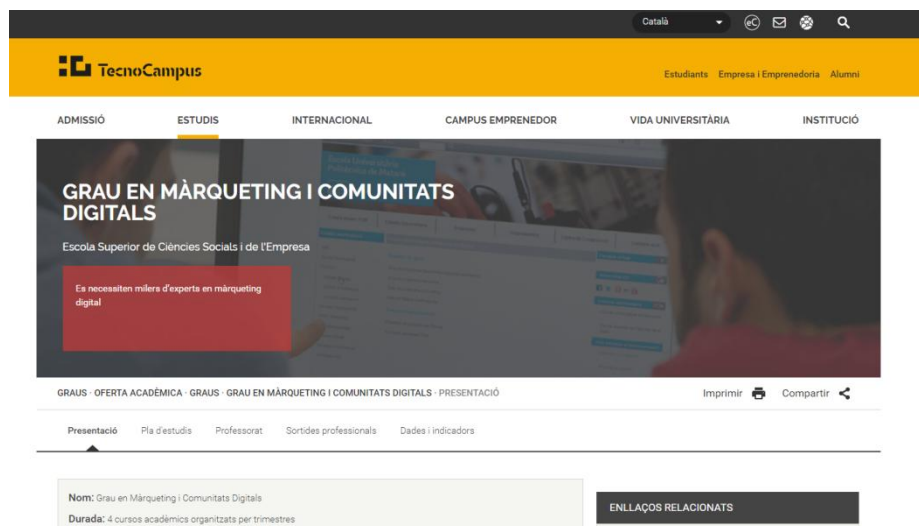 Català
eC
TecnoCampus
Estudiants Empresa i Emprenedoria Alumni
ADMISSIÓ ESTUDIS INTERNACIONAL CAMPUS EMPRENEDOR VIDA UNIVERSITÀRIA INSTITUCIÓ
GRAU EN MÀRQUETING I COMUNITATS
DIGITALS
Escola Superior de Ciències Socials i de l'Empresa
Es necessiten milers d'experts en màrqueting
digital
GRAUS · OFERTA ACADÈMICA · GRAUS · GRAU EN MÀRQUETING I COMUNITATS DIGITALS · PRESENTACIÓ
Imprimir Compartir
Presentació Pla d'estudis Professorat Sortides professionals Dades i indicadors
Nom: Grau en Màrqueting i Comunitats Digitals
Durada: 4 cursos acadèmics organitzats per trimestres
ENLLAÇOS RELACIONATS